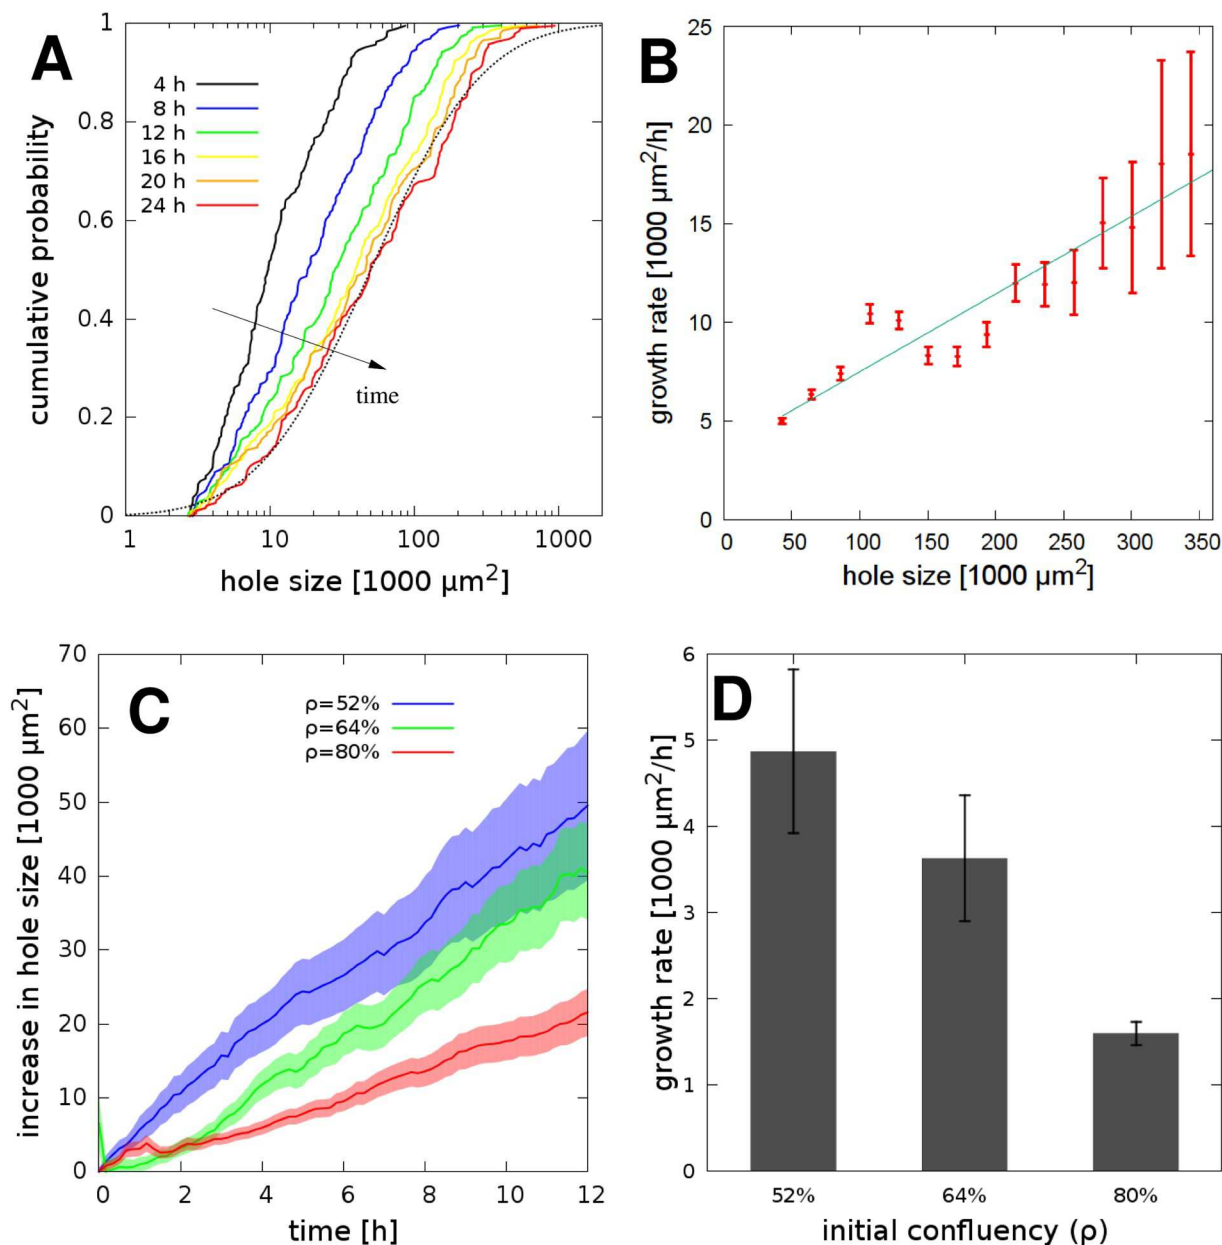 A
cumulative probability
1
0.8
0.6
0.4
0.2
0
4 h
8 h
12 h
16 h
20 h
24 h
time
1 10 100 1000
hole size [1000 µm²]
B
growth rate [1000 µm²/h]
25
20
15
10
5
0
0 50 100 150 200 250 300 350
hole size [1000 µm²]
C
increase in hole size [1000 µm²]
70
60
50
40
30
20
10
0
ρ=52%
ρ=64%
ρ=80%
0 2 4 6 8 10 12
time [h]
D
growth rate [1000 µm²/h]
6
5
4
3
2
1
0
52% 64% 80%
initial confluency (ρ)